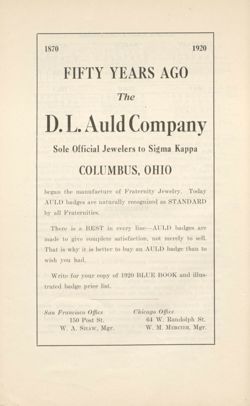 1870 1920
FIFTY YEARS AGO
The
D. L. Auld Company
Sole Official Jewelers to Sigma Kappa
COLUMBUS, OHIO
began the manufacture of Fraternity Jewelry. Today
AULD badges are naturally recognized as STANDARD
by all Fraternities.
There is a BEST in every line—AULD badges are
made to give complete satisfaction, not merely to sell.
That is why it is better to buy an AULD badge than to
wish you had.
Write for your copy of 1920 BLUE BOOK and illus-
trated badge price list.
San Francisco Office Chicago Office
150 Post St. 64 W. Randolph St.
W. A. SHAW, Mgr. W. M. MERCIER, Mgr.